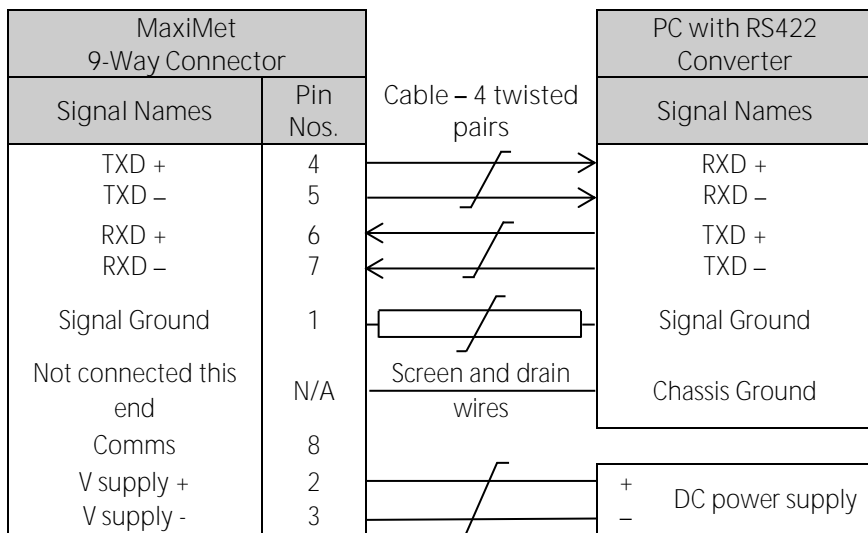 MaxiMet
9-Way Connector
PC with RS422
Converter
Signal Names
Pin
Nos.
Cable – 4 twisted
pairs
Signal Names
TXD + 4 RXD +
TXD – 5 RXD –
RXD + 6 TXD +
RXD – 7 TXD –
Signal Ground 1 Signal Ground
Not connected this
end
N/A
Screen and drain
wires
Chassis Ground
Comms 8
V supply + 2 +
V supply - 3 –
DC power supply